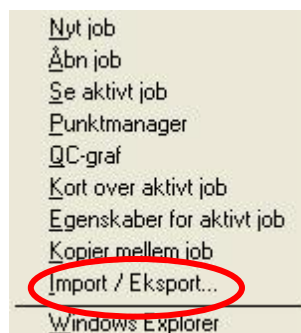 Nyt job
Åbn job
Se aktivt job
Punktmanager
QC-graf
Kort over aktivt job
Egenskaber for aktivt job
Kopier mellem job
Import / Eksport...
Windows Explorer